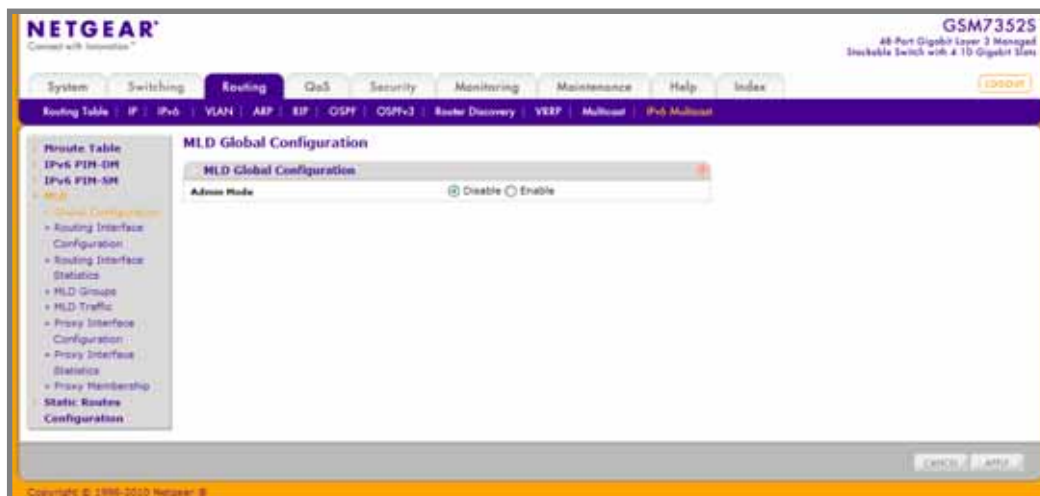 NETGEAR®
Connect with Innovation™
GSM7352S
48-Port Gigabit Layer 3 Managed
Stackable Switch with 4 10 Gigabit Slots
System Switching Routing QoS Security Monitoring Maintenance Help Index
LOGOUT
Routing Table | IP | IPv6 | VLAN | ARP | RIP | OSPF | OSPFv3 | Router Discovery | VRRP | Multicast | IPv6 Multicast
Mroute Table
IPv6 PIM-DM
IPv6 PIM-SM
MLD
Global Configuration
Routing Interface
Configuration
Routing Interface
Statistics
MLD Groups
MLD Traffic
Proxy Interface
Configuration
Proxy Interface
Statistics
Proxy Membership
Static Routes
Configuration
MLD Global Configuration
MLD Global Configuration
Admin Mode Disable Enable
CANCEL APPLY
Copyright © 1996-2010 Netgear ®